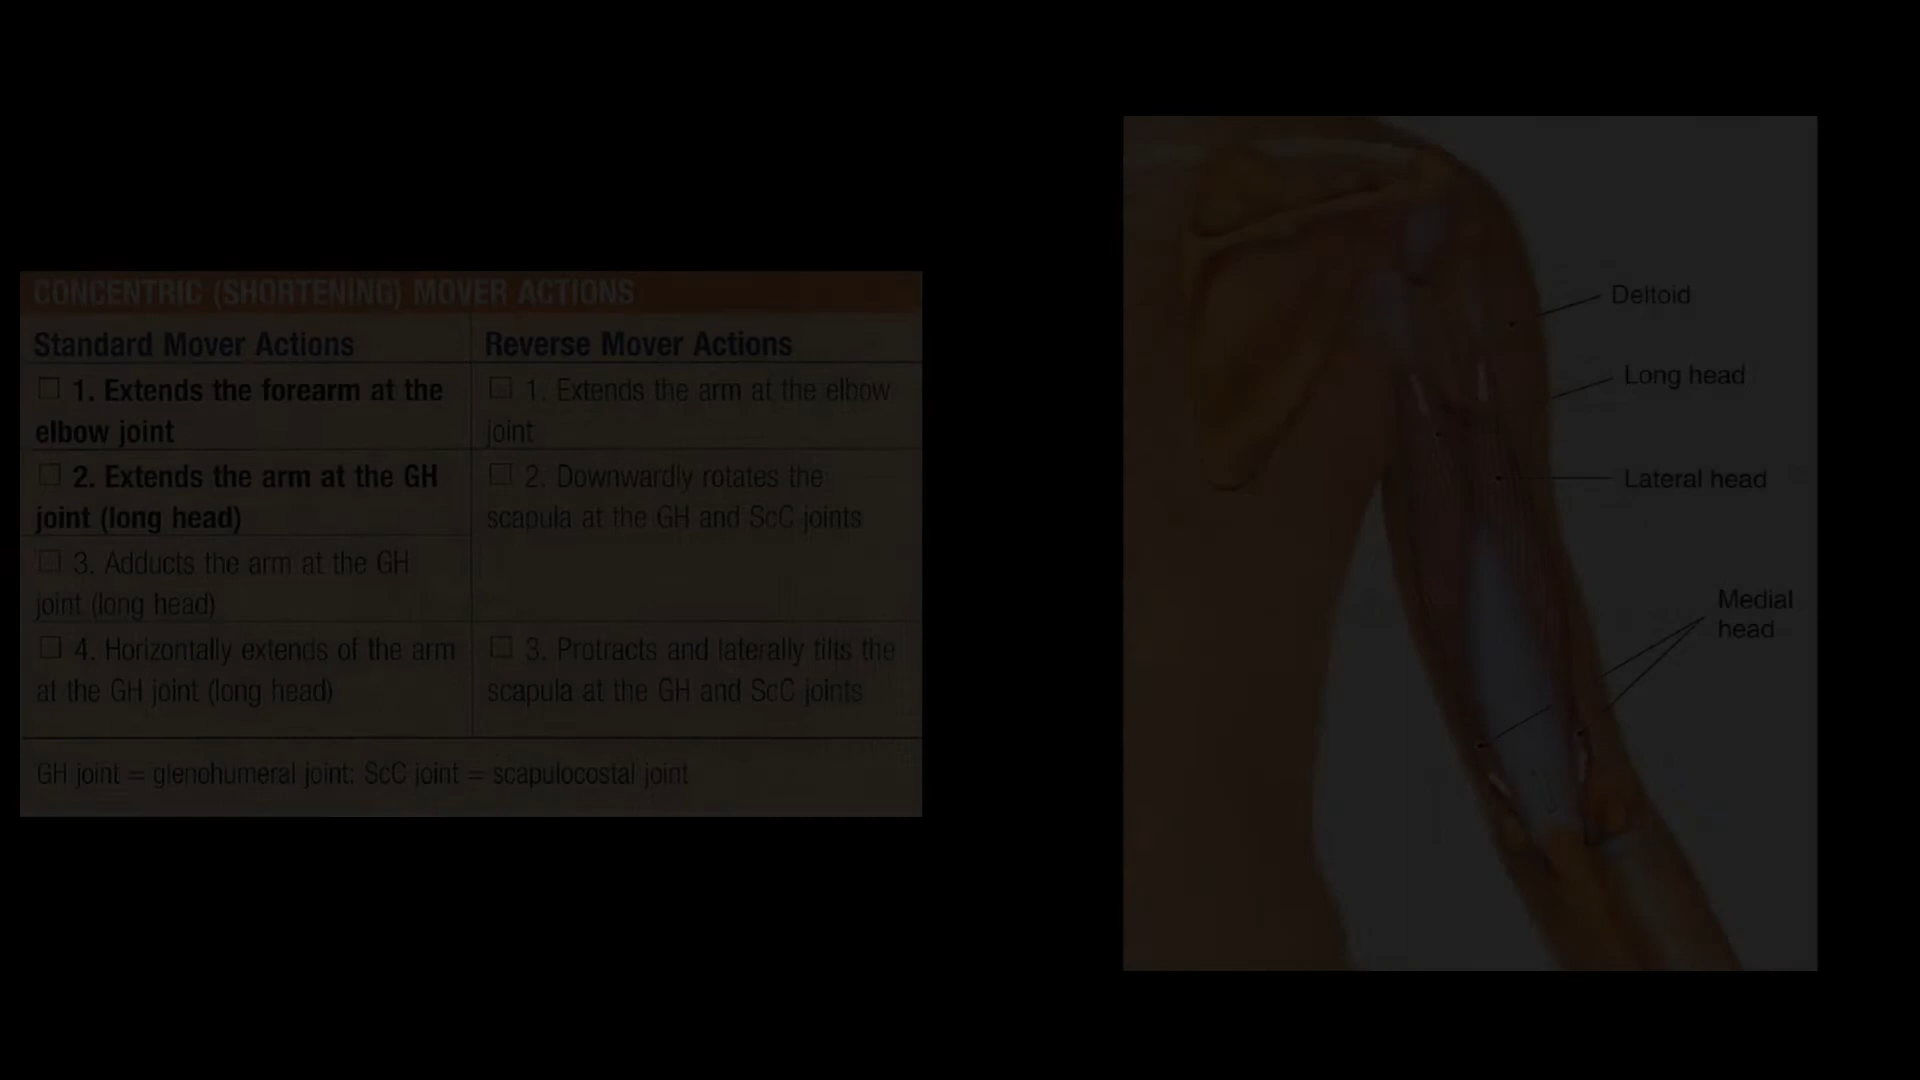 CONCENTRIC (SHORTENING) MOVER ACTIONS
Standard Mover Actions
Reverse Mover Actions
1. Extends the forearm at the
elbow joint
1. Extends the arm at the elbow
joint
2. Extends the arm at the GH
joint (long head)
2. Downwardly rotates the
scapula at the GH and ScC joints
3. Adducts the arm at the GH
joint (long head)
4. Horizontally extends of the arm
at the GH joint (long head)
3. Protracts and laterally tilts the
scapula at the GH and ScC joints
GH joint = glenohumeral joint: ScC joint = scapulocostal joint
Deltoid
Long head
Lateral head
Medial
head